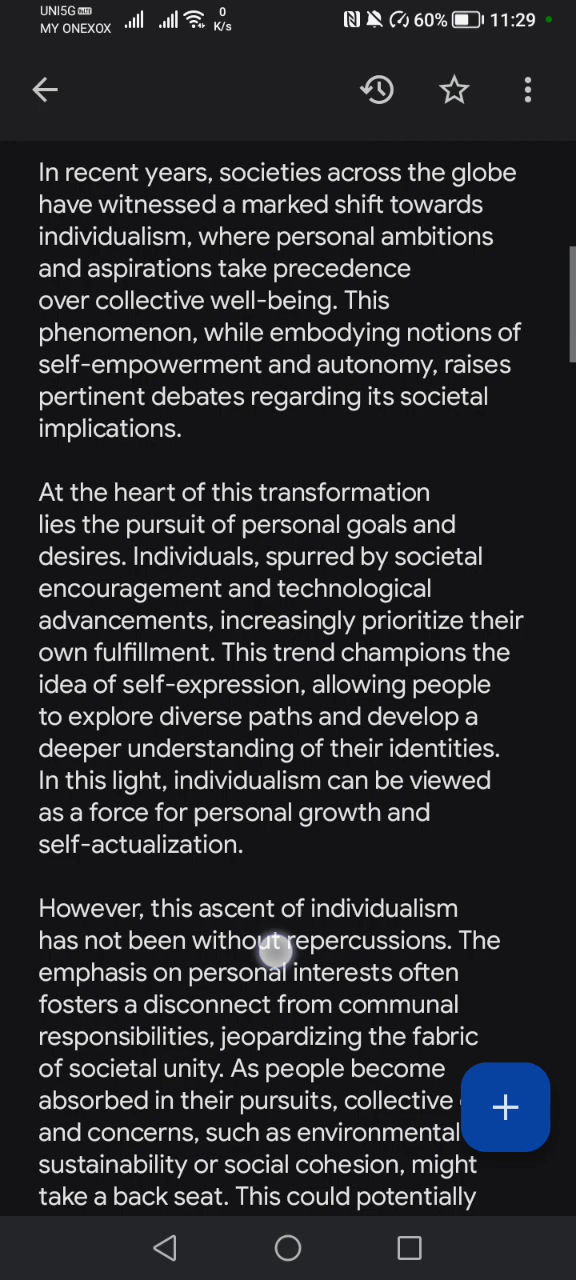 UNI5G
MY ONEXOX
0
K/s
60%
11:29
In recent years, societies across the globe
have witnessed a marked shift towards
individualism, where personal ambitions
and aspirations take precedence
over collective well-being. This
phenomenon, while embodying notions of
self-empowerment and autonomy, raises
pertinent debates regarding its societal
implications.
At the heart of this transformation
lies the pursuit of personal goals and
desires. Individuals, spurred by societal
encouragement and technological
advancements, increasingly prioritize their
own fulfillment. This trend champions the
idea of self-expression, allowing people
to explore diverse paths and develop a
deeper understanding of their identities.
In this light, individualism can be viewed
as a force for personal growth and
self-actualization.
However, this ascent of individualism
has not been without repercussions. The
emphasis on personal interests often
fosters a disconnect from communal
responsibilities, jeopardizing the fabric
of societal unity. As people become
absorbed in their pursuits, collective
and concerns, such as environmental
sustainability or social cohesion, might
take a back seat. This could potentially